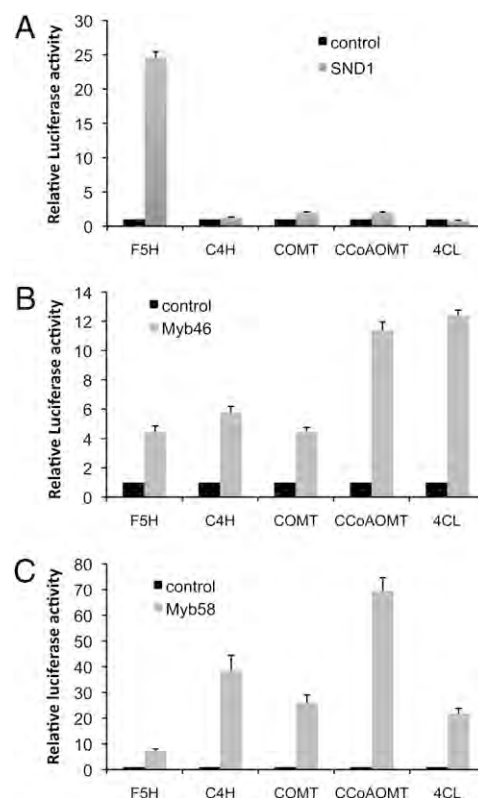 A
Relative Luciferase activity
30
25
20
15
10
5
0
control
SND1
F5H C4H COMT CCoAOMT 4CL
B
Relative Luciferase activity
14
12
10
8
6
4
2
0
control
Myb46
F5H C4H COMT CCoAOMT 4CL
C
Relative luciferase activity
80
70
60
50
40
30
20
10
0
control
Myb58
F5H C4H COMT CCoAOMT 4CL